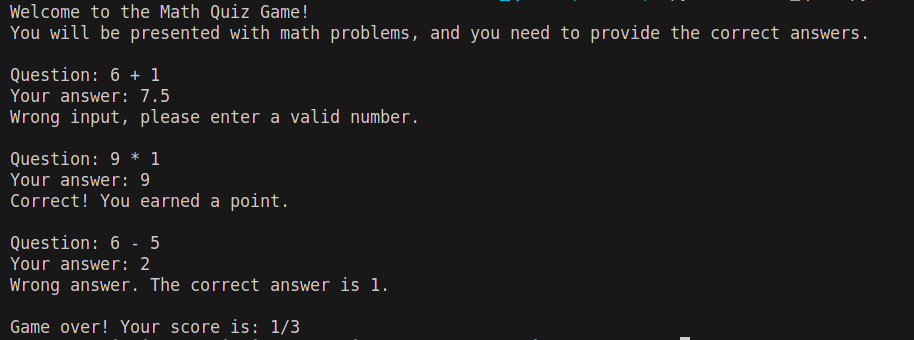 Welcome to the Math Quiz Game!
You will be presented with math problems, and you need to provide the correct answers.
Question: 6 + 1
Your answer: 7.5
Wrong input, please enter a valid number.
Question: 9 * 1
Your answer: 9
Correct! You earned a point.
Question: 6 - 5
Your answer: 2
Wrong answer. The correct answer is 1.
Game over! Your score is: 1/3